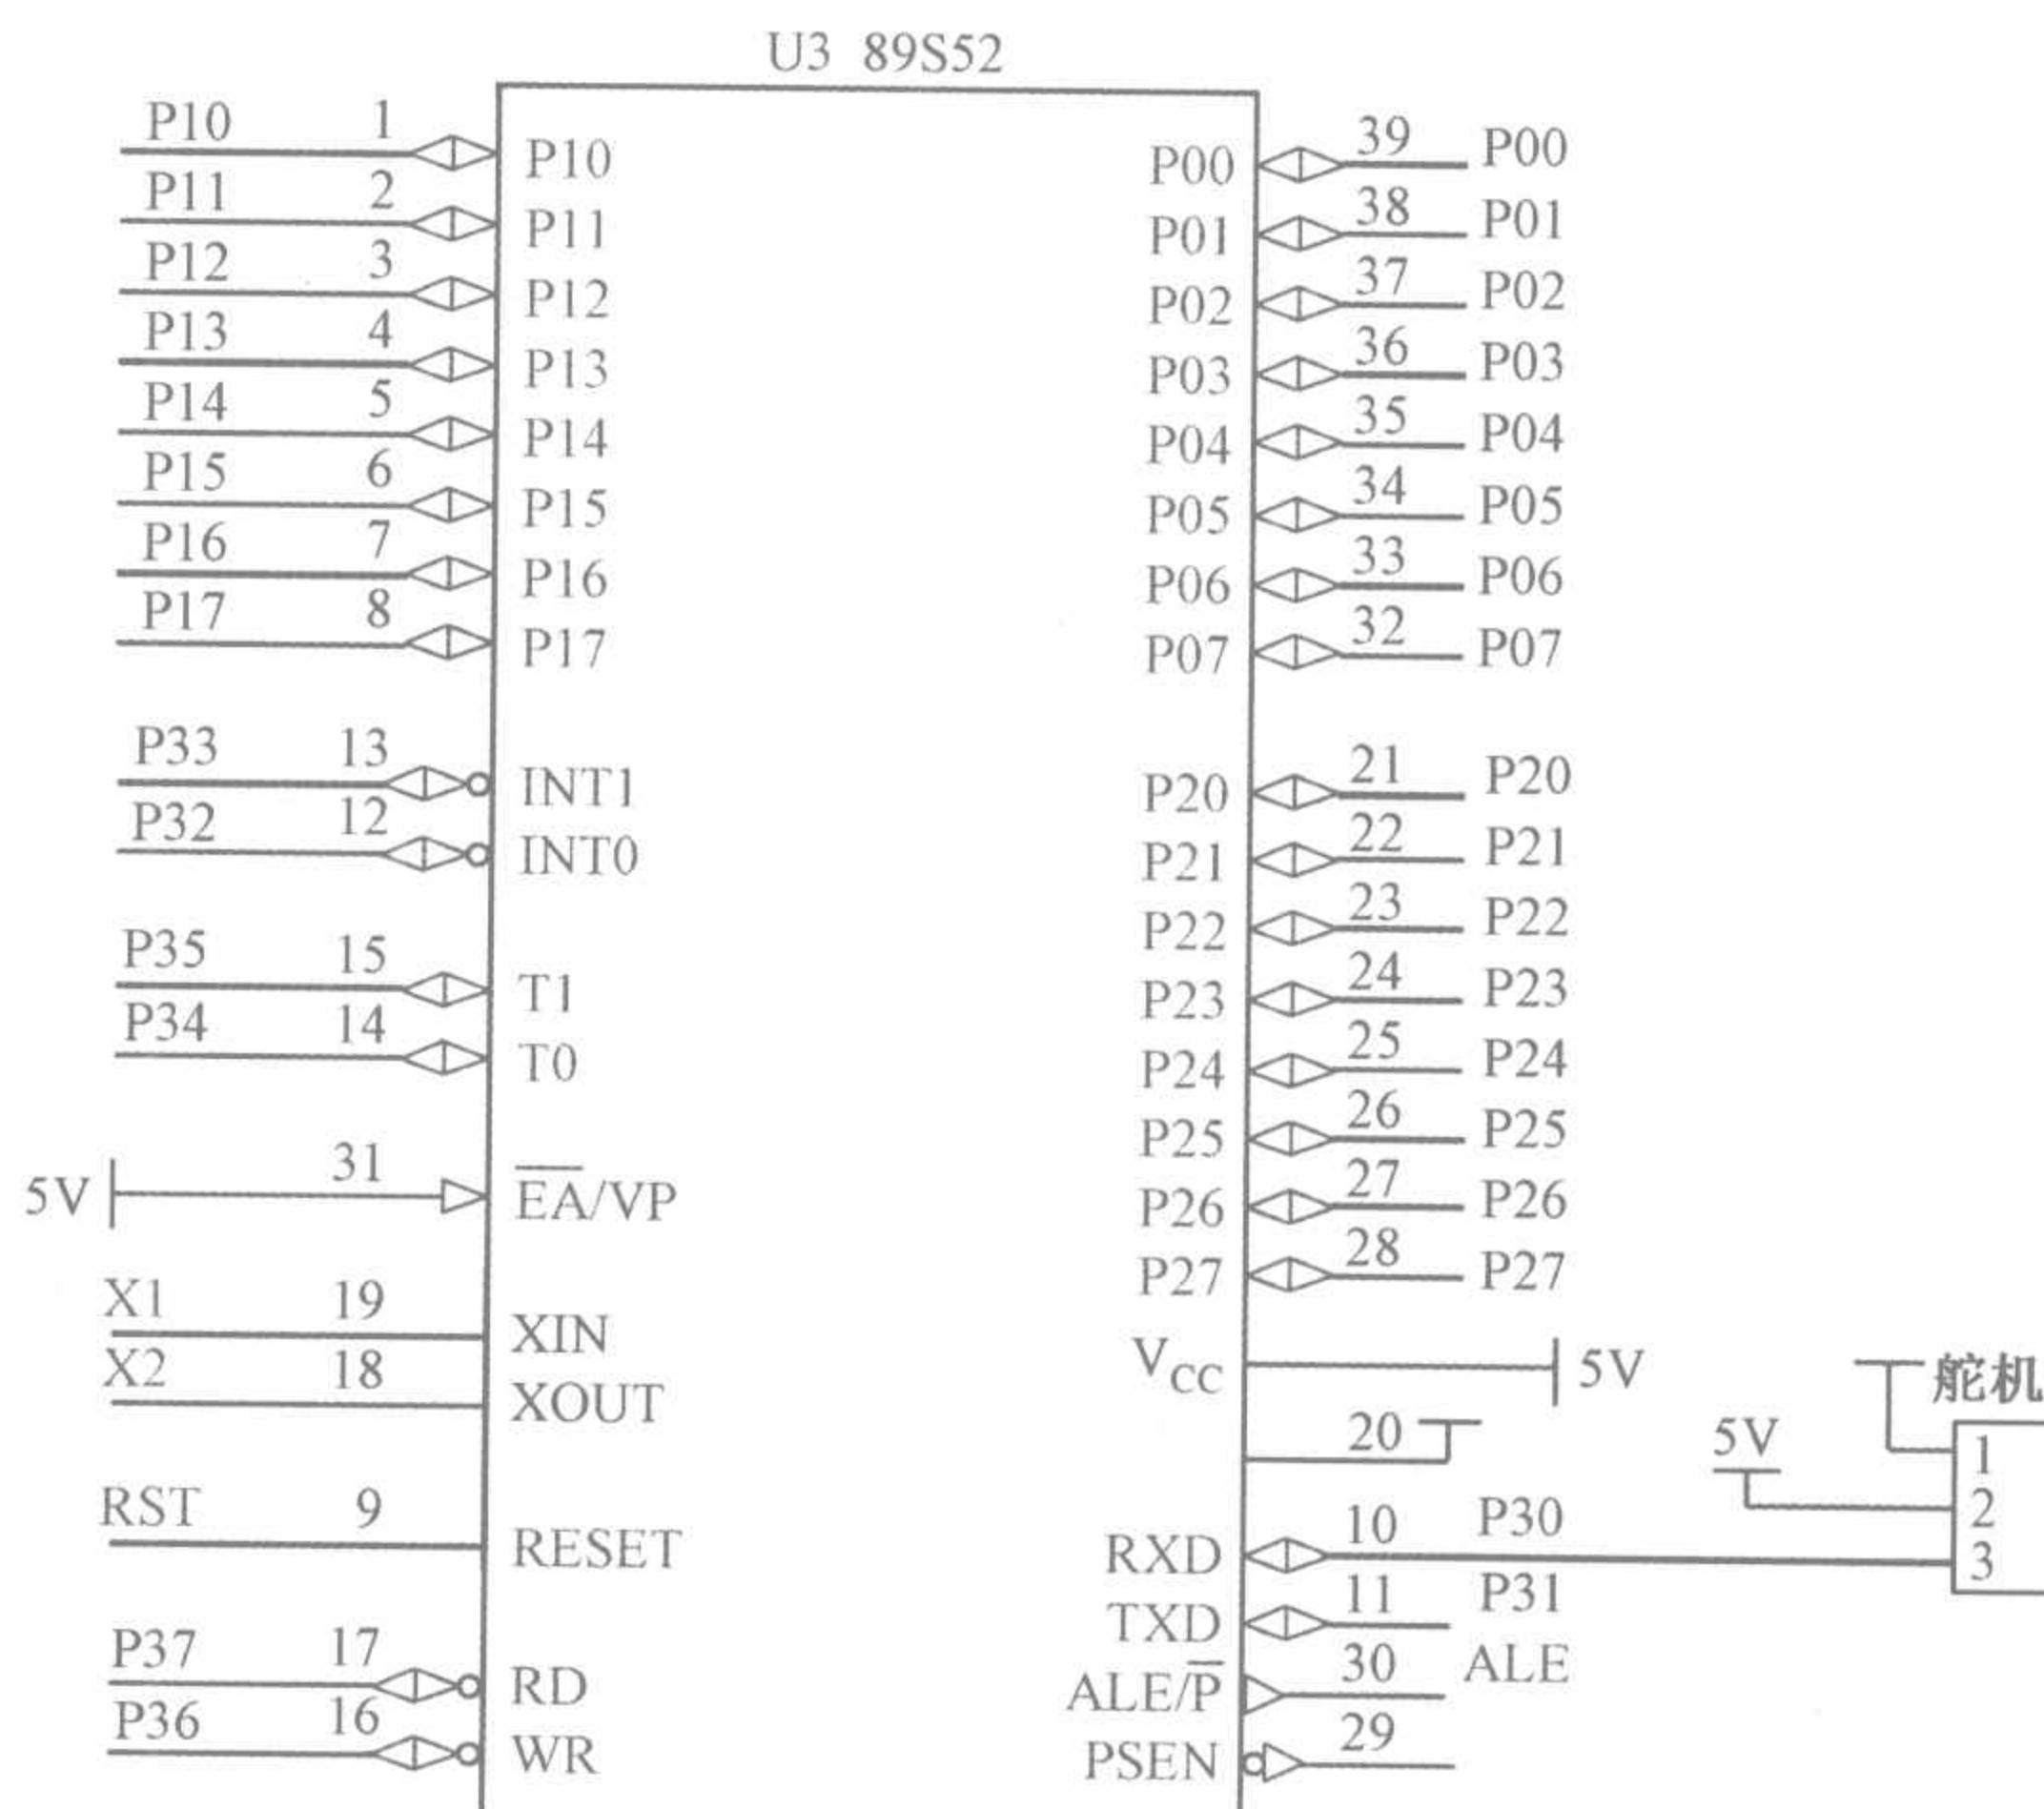 U3 89S52
P10 1 P10 P00 39 P00
P11 2 P11 P01 38 P01
P12 3 P12 P02 37 P02
P13 4 P13 P03 36 P03
P14 5 P14 P04 35 P04
P15 6 P15 P05 34 P05
P16 7 P16 P06 33 P06
P17 8 P17 P07 32 P07
P33 13 INT1 P20 21 P20
P32 12 INT0 P21 22 P21
P22 23 P22
P35 15 T1 P23 24 P23
P34 14 T0 P24 25 P24
P25 26 P25
5V 31 EA/VP P26 27 P26
P27 28 P27
X1 19 XIN VCC 5V 舵机
X2 18 XOUT 20 5V 1
2
RST 9 RESET RXD 10 P30 3
TXD 11 P31
P37 17 RD ALE/P 30 ALE
P36 16 WR PSEN 29